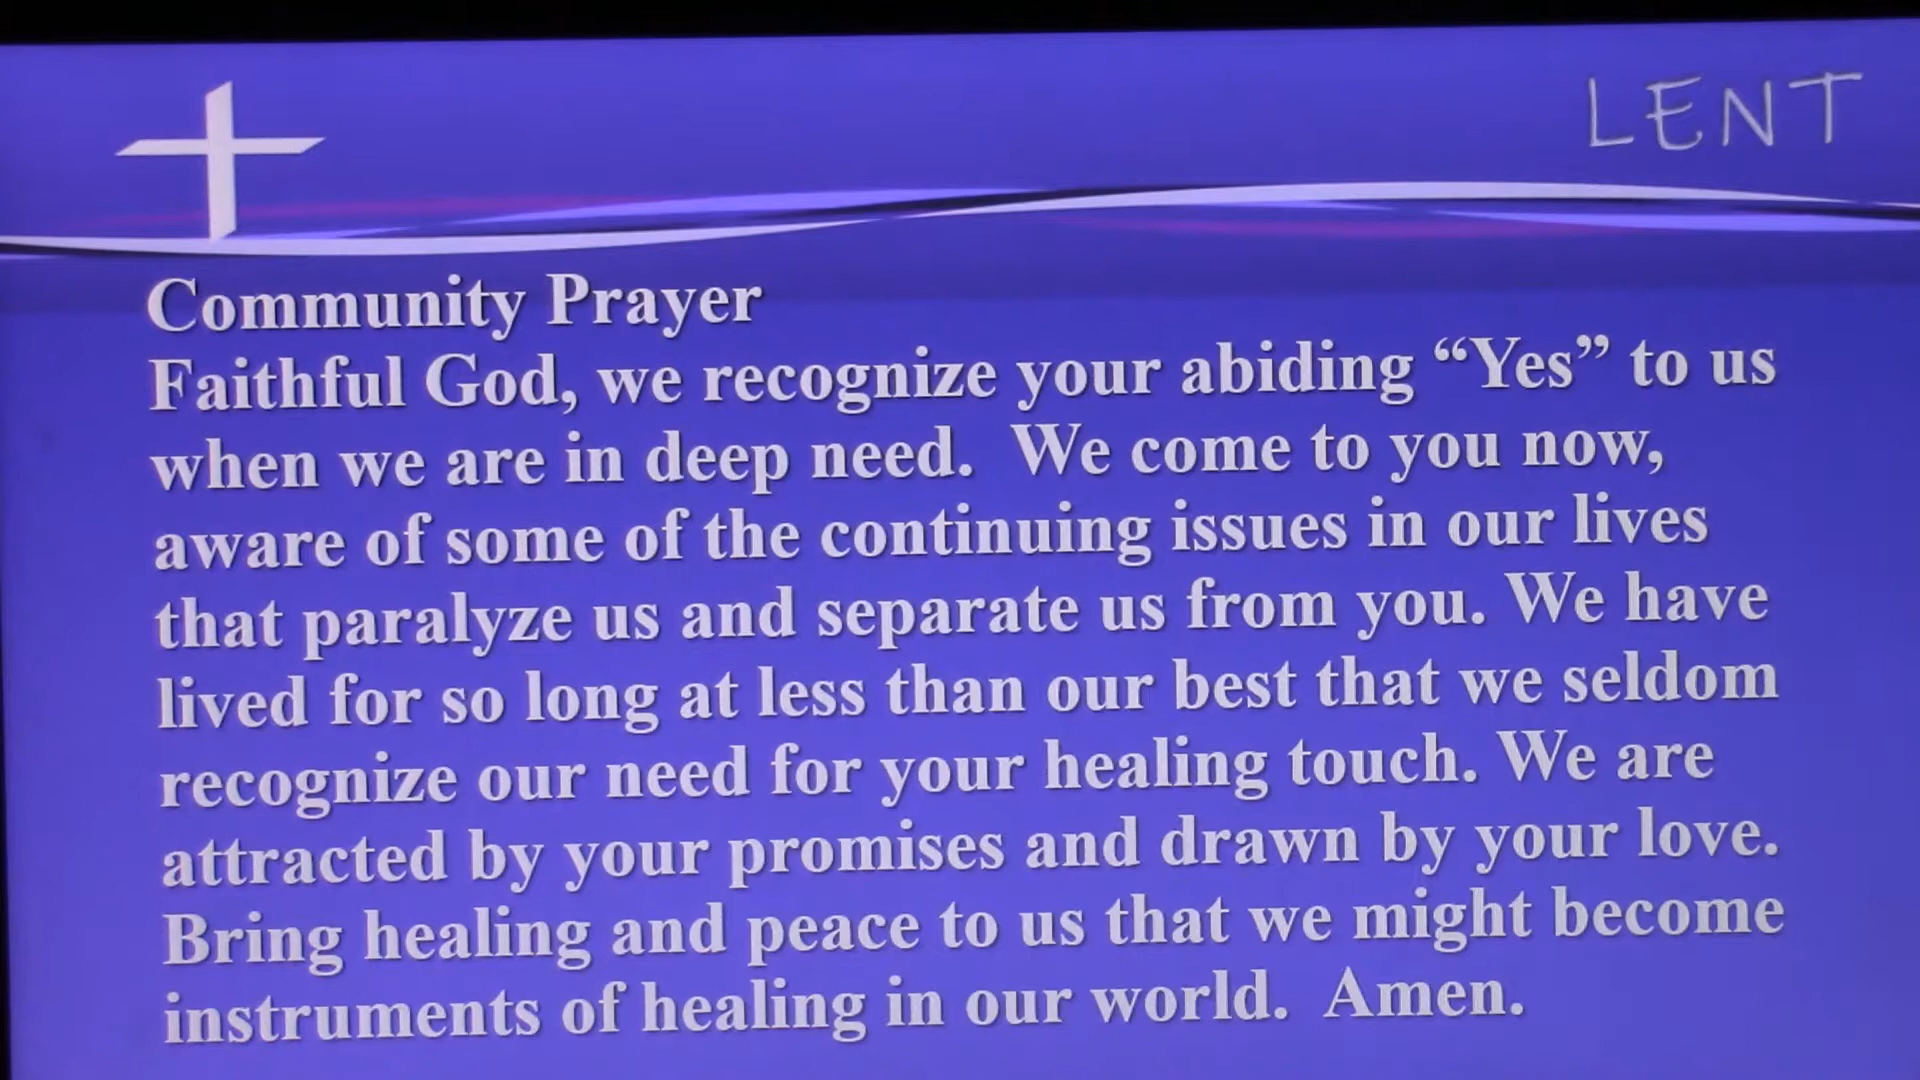 LENT
Community Prayer
Faithful God, we recognize your abiding “Yes” to us
when we are in deep need.  We come to you now,
aware of some of the continuing issues in our lives
that paralyze us and separate us from you. We have
lived for so long at less than our best that we seldom
recognize our need for your healing touch. We are
attracted by your promises and drawn by your love.
Bring healing and peace to us that we might become
instruments of healing in our world.  Amen.